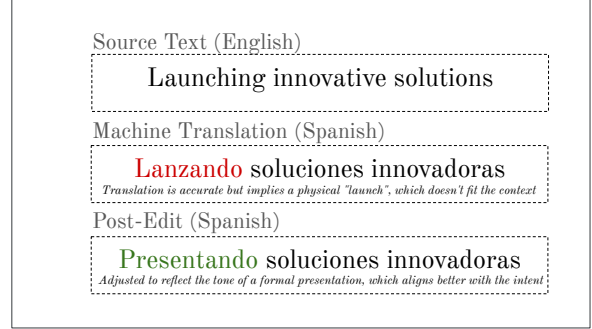 Source Text (English)
Launching innovative solutions
Machine Translation (Spanish)
Lanzando soluciones innovadoras
Translation is accurate but implies a physical "launch", which doesn't fit the context
Post-Edit (Spanish)
Presentando soluciones innovadoras
Adjusted to reflect the tone of a formal presentation, which aligns better with the intent